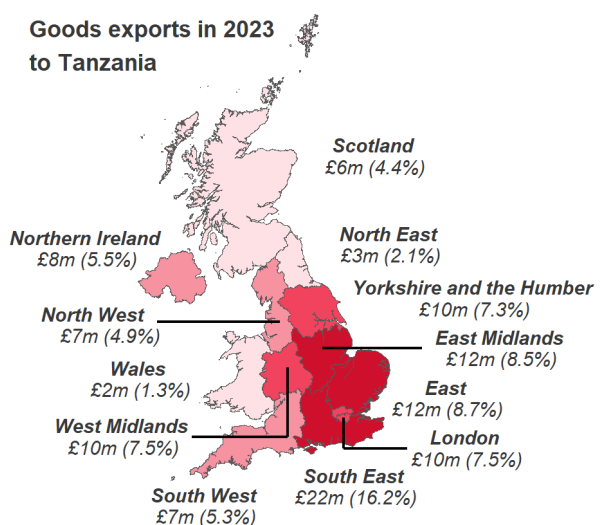 Goods exports in 2023
to Tanzania
Scotland
£6m (4.4%)
Northern Ireland
£8m (5.5%)
North East
£3m (2.1%)
Yorkshire and the Humber
£10m (7.3%)
North West
£7m (4.9%)
East Midlands
£12m (8.5%)
Wales
£2m (1.3%)
East
£12m (8.7%)
West Midlands
£10m (7.5%)
London
£10m (7.5%)
South East
£22m (16.2%)
South West
£7m (5.3%)